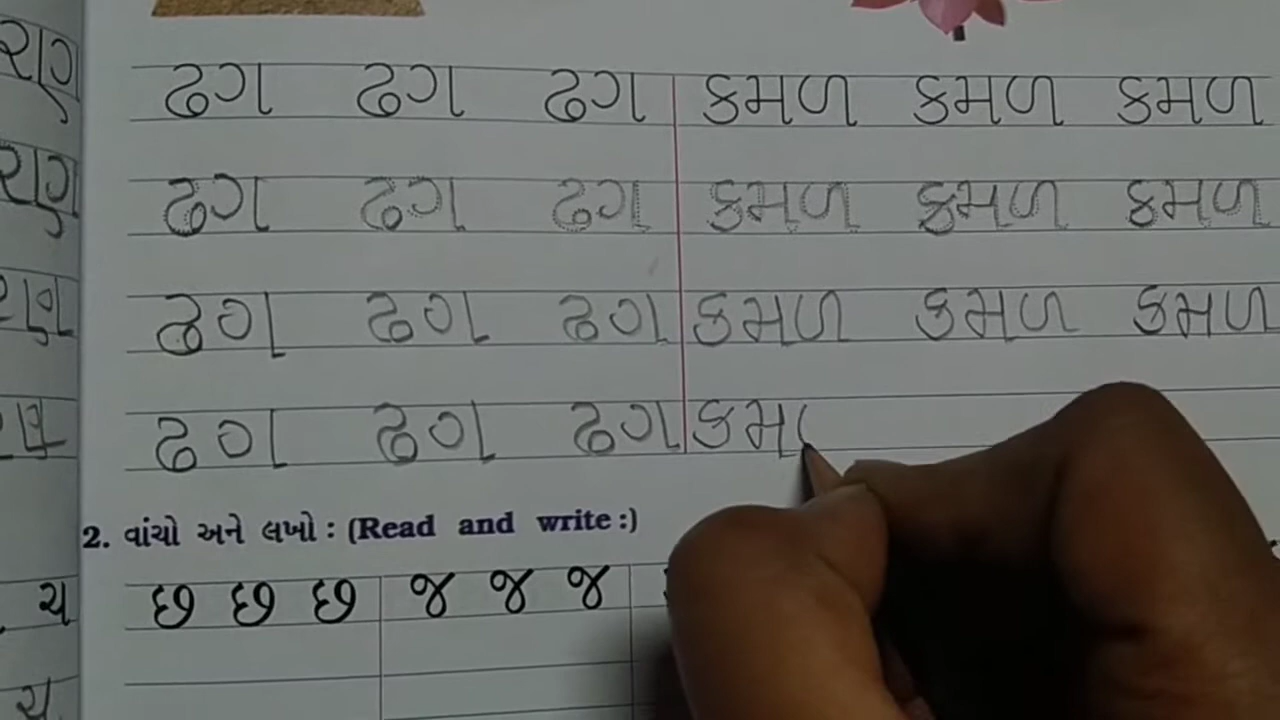 ઢગ ઢગ ઢગ કમળ કમળ કમળ
ઢગ ઢગ ઢગ કમળ કમળ કમળ
ઢગ ઢગ ઢગ કમળ કમળ કમળ
ઢગ ઢગ ઢગ કમ
2. વાંચો અને લખો : (Read and write :)
ચ છ છ છ જ જ જ
ચ